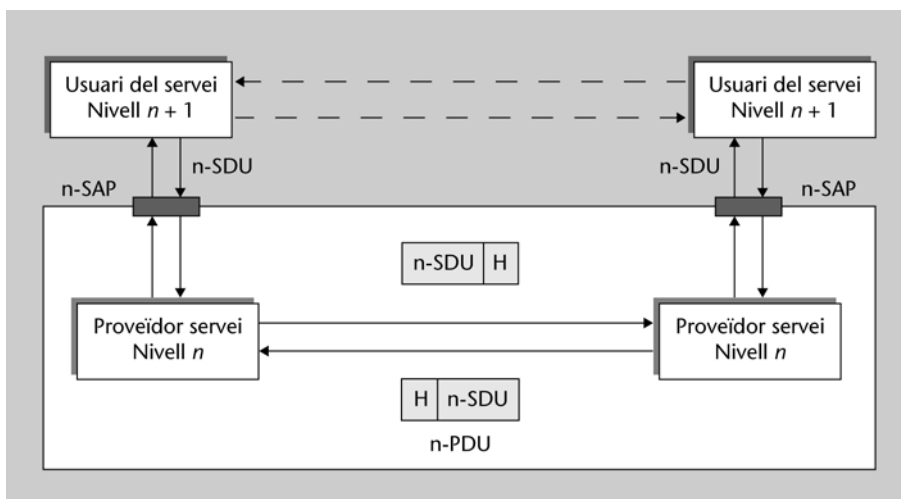 Usuari del servei
Nivell n + 1
Usuari del servei
Nivell n + 1
n-SDU
n-SAP
n-SDU
n-SAP
n-SDU H
Proveïdor servei
Nivell n
Proveïdor servei
Nivell n
H n-SDU
n-PDU